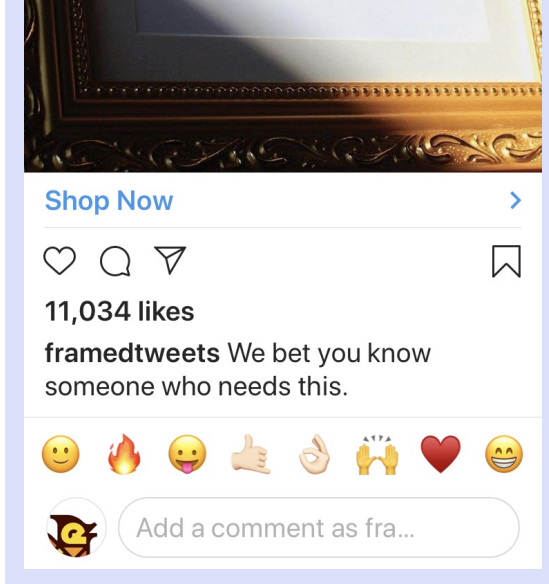 Shop Now
11,034 likes
framedtweets We bet you know
someone who needs this.
Add a comment as fra...